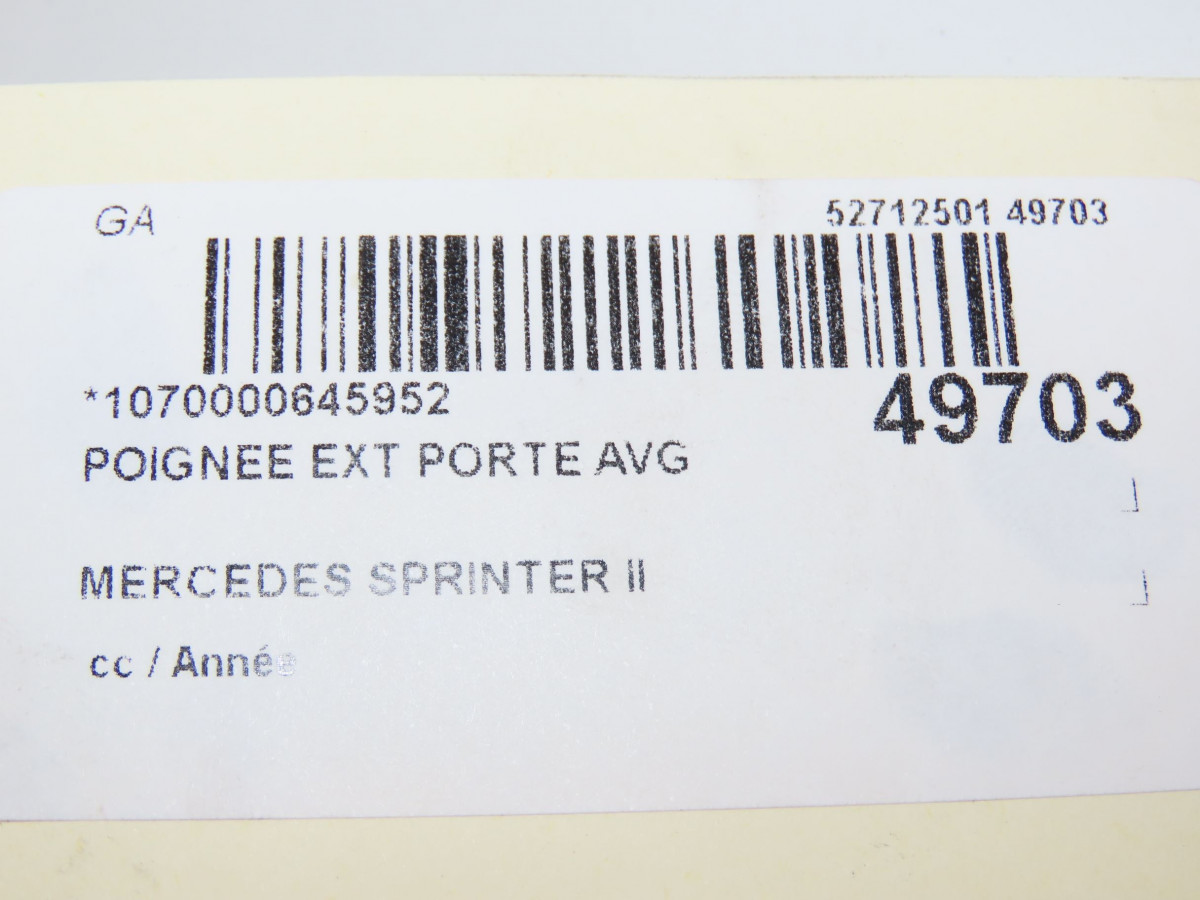 GA
52712501 49703
*1070000645952
49703
POIGNEE EXT PORTE AVG
MERCEDES SPRINTER II
cc / Année